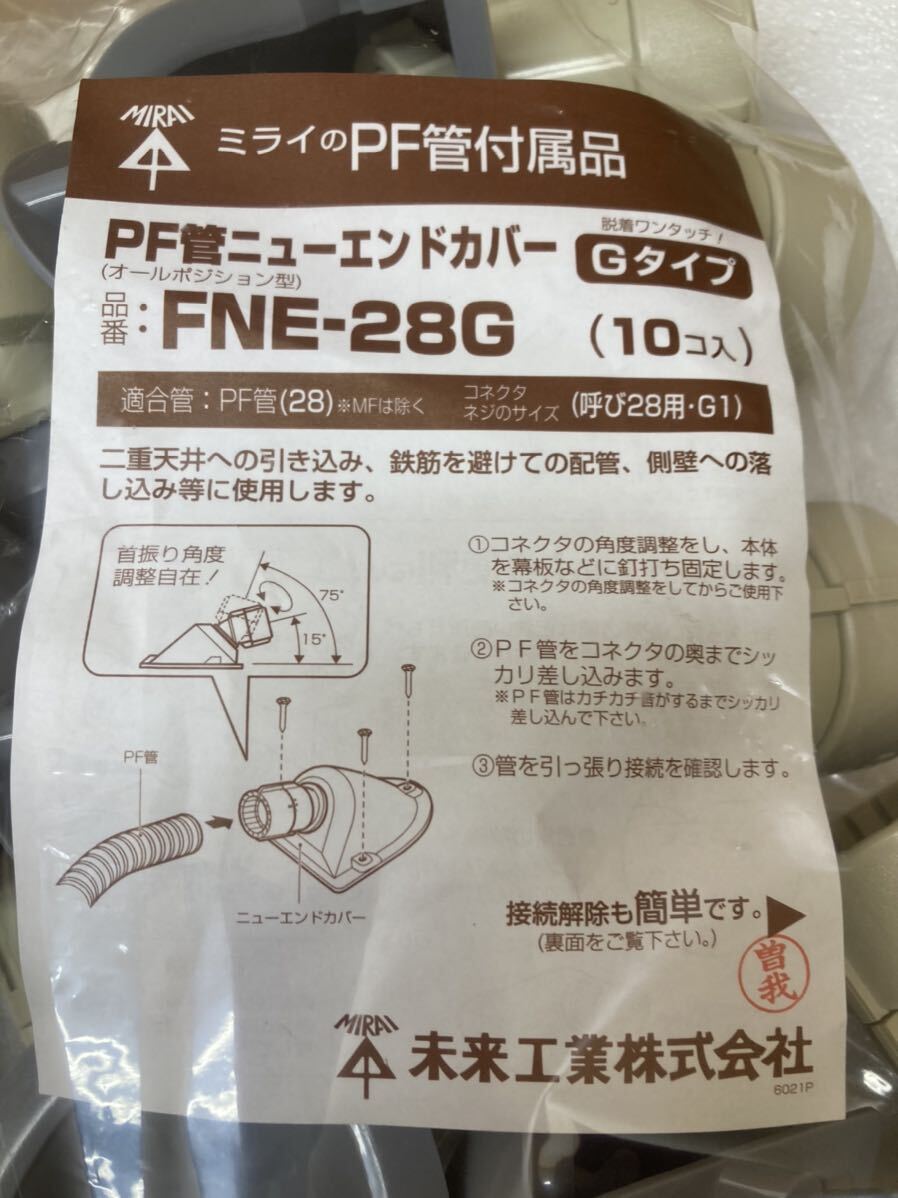 MIRAI
ミライのPF管付属品
PF管ニューエンドカバー
(オールポジション型)
脱着ワンタッチ!
Gタイプ
品番:FNE-28G
(10コ入)
適合管:PF管(28)※MFは除く
コネクタ
ネジのサイズ
(呼び28用・G1)
二重天井への引き込み、鉄筋を避けての配管、側壁への落
し込み等に使用します。
首振り角度
調整自在!
75°
15°
PF管
ニューエンドカバー
①コネクタの角度調整をし、本体
を幕板などに釘打ち固定します。
※コネクタの角度調整をしてからご使用下
さい。
②PF管をコネクタの奥までシッ
カリ差し込みます。
※PF管はカチカチ音がするまでシッカリ
差し込んで下さい。
③管を引っ張り接続を確認します。
接続解除も簡単です。
(裏面をご覧下さい。)
曽我
MIRAI
未来工業株式会社
6021P